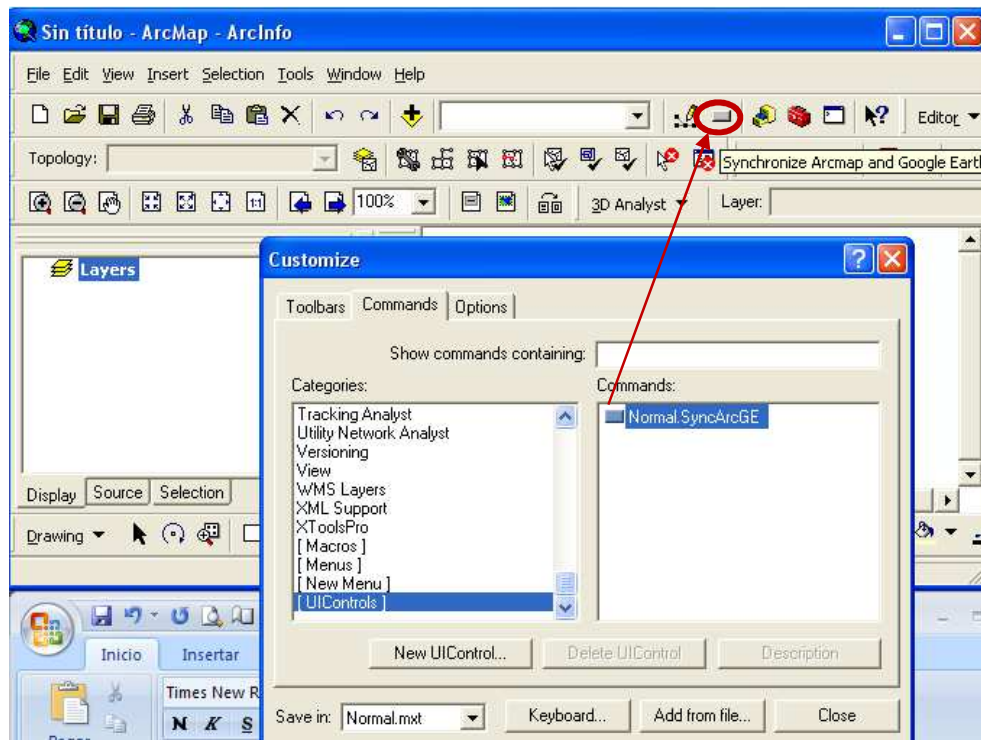 Sin título - ArcMap - ArcInfo
File Edit View Insert Selection Tools Window Help
Editor
Topology:
Synchronize Arcmap and Google Eart
1:1 100% 3D Analyst Layer:
Layers
Customize
Toolbars Commands Options
Show commands containing:
Categories: Commands:
Tracking Analyst Normal.SyncArcGE
Utility Network Analyst
Versioning
View
WMS Layers
XML Support
XToolsPro
[ Macros ]
[ Menus ]
[ New Menu ]
[ UIControls ]
Display Source Selection
Drawing
New UIControl... Delete UIControl Description
Save in: Normal.mxt Keyboard... Add from file... Close
Inicio Insertar
Times New R
N K S